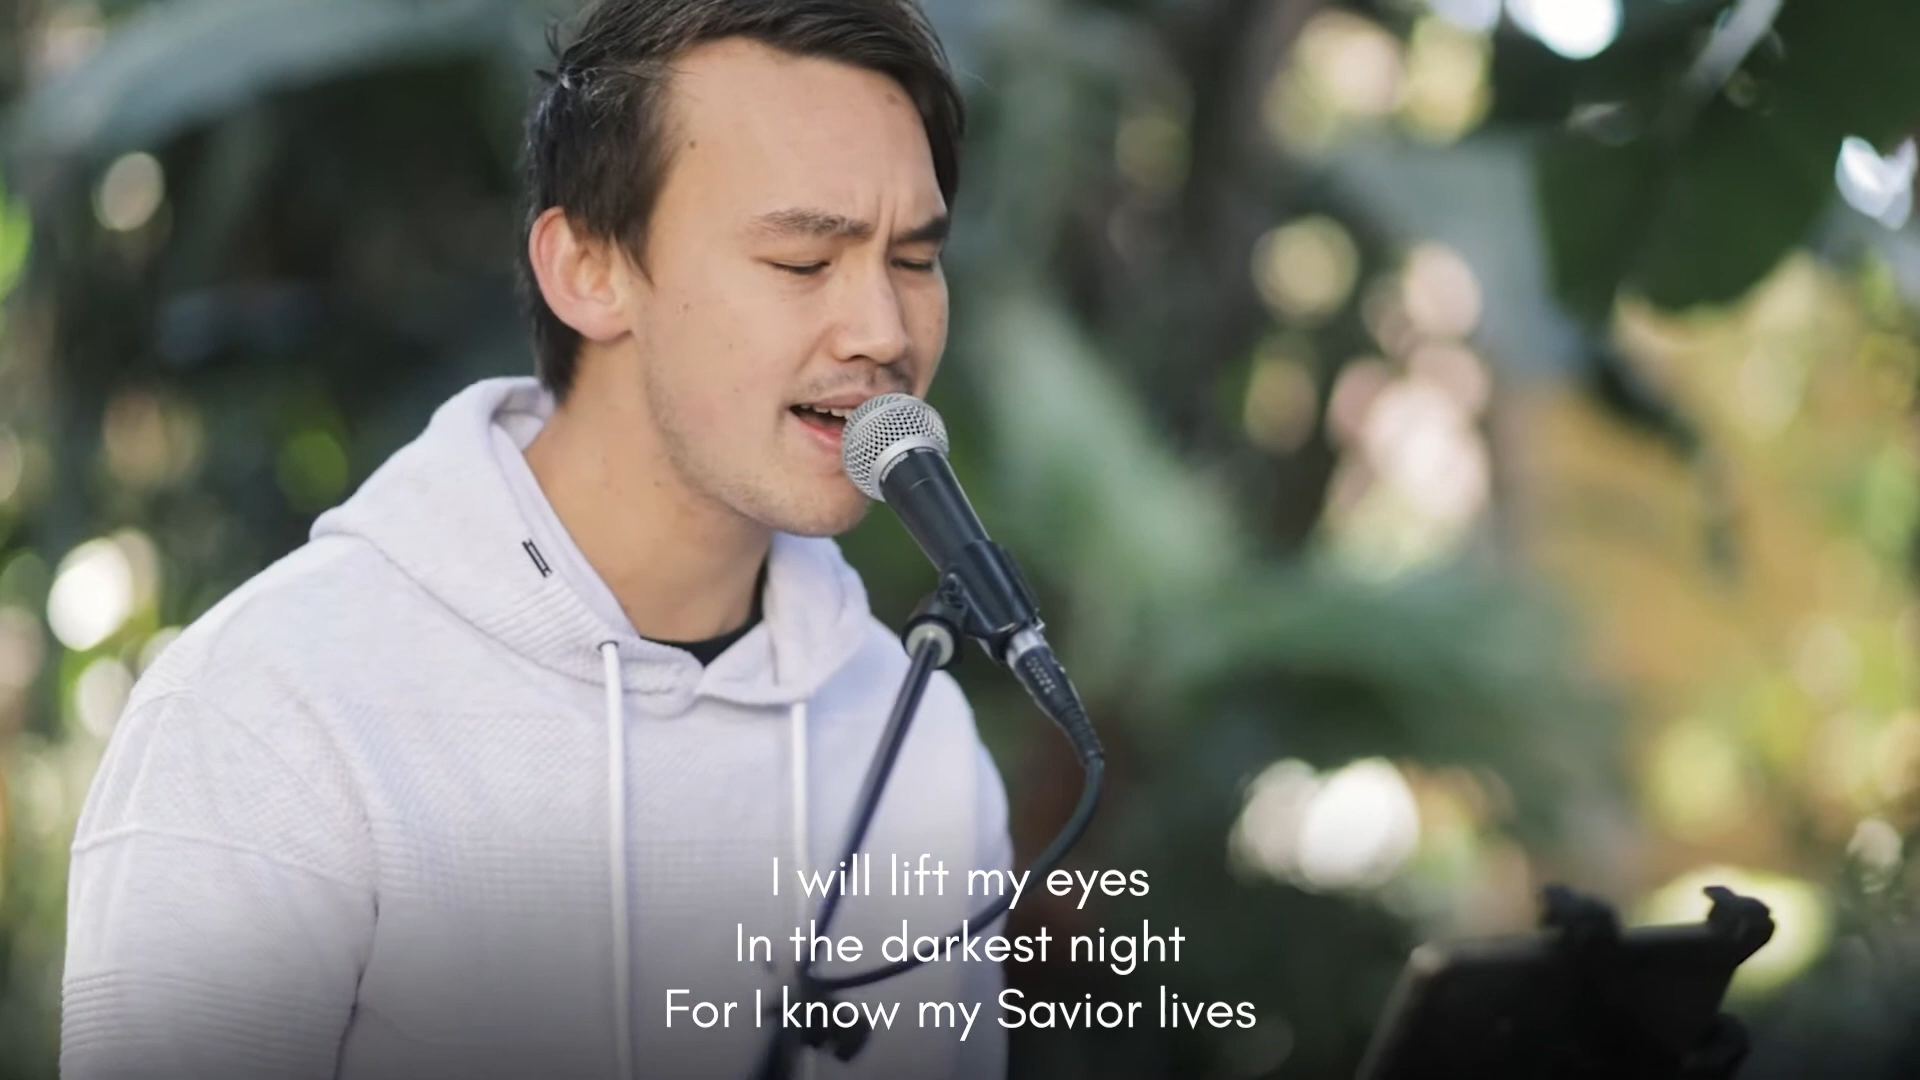 I will lift my eyes
In the darkest night
For I know my Savior lives